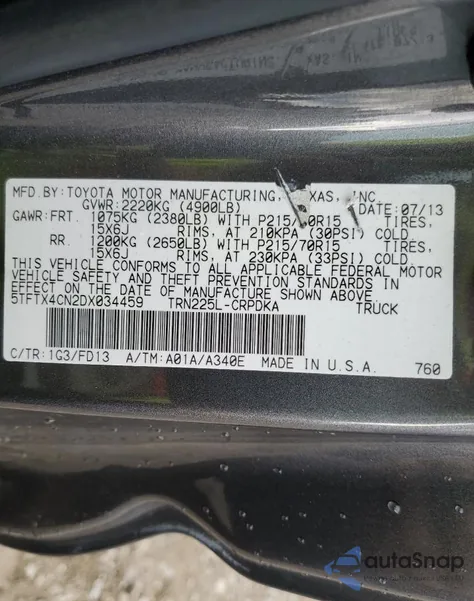 MFD.BY:TOYOTA MOTOR MANUFACTURING, XAS, INC.
GVWR:2220KG (4900LB) DATE:07/13
GAWR:FRT. 1075KG (2380LB) WITH P215/ 0R15 TIRES,
15X6J RIMS, AT 210KPA (30PSI) COLD
RR. 1200KG (2650LB) WITH P215/70R15 TIRES,
15X6J RIMS, AT 230KPA (33PSI) COLD
THIS VEHICLE CONFORMS TO ALL APPLICABLE FEDERAL MOTOR
VEHICLE SAFETY AND THEFT PREVENTION STANDARDS IN
EFFECT ON THE DATE OF MANUFACTURE SHOWN ABOVE.
5TFTX4CN2DX034459 TRN225L-CRPDKA TRUCK
C/TR:1G3/FD13 A/TM:A01A/A340E MADE IN U.S.A. 760
autoSnap